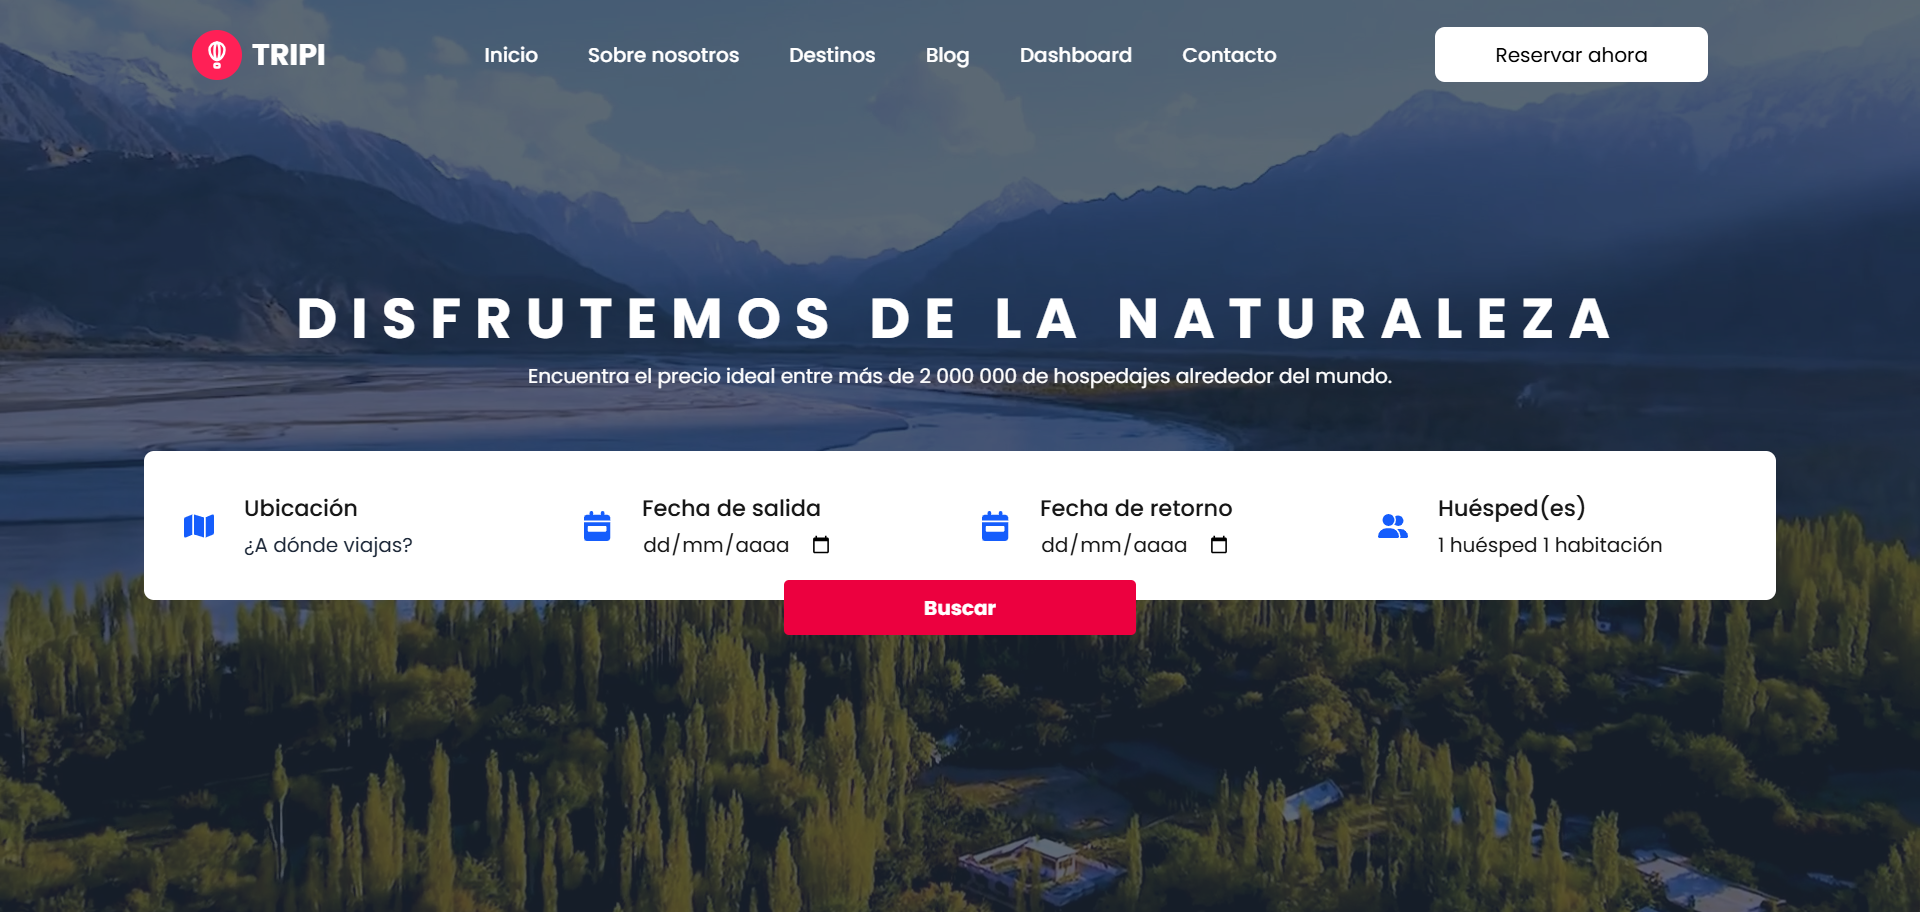 TRIPI
Inicio
Sobre nosotros
Destinos
Blog
Dashboard
Contacto
Reservar ahora
DISFRUTEMOS DE LA NATURALEZA
Encuentra el precio ideal entre más de 2 000 000 de hospedajes alrededor del mundo.
Ubicación
¿A dónde viajas?
Fecha de salida
dd/mm/aaaa
Fecha de retorno
dd/mm/aaaa
Huésped(es)
1 huésped 1 habitación
Buscar